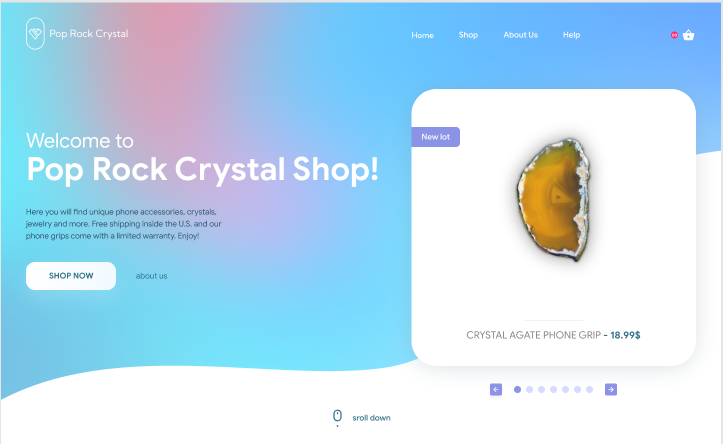 Pop Rock Crystal
Home
Shop
About Us
Help
Welcome to
Pop Rock Crystal Shop!
Here you will find unique phone accessories, crystals,
jewelry and more. Free shipping inside the U.S. and our
phone grips come with a limited warranty. Enjoy!
SHOP NOW
about us
New lot
CRYSTAL AGATE PHONE GRIP - 18.99$
sroll down